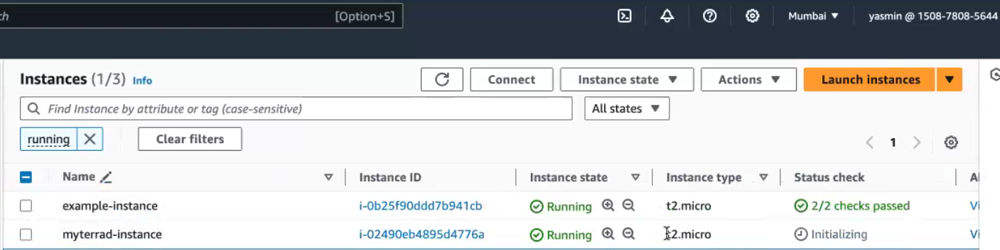 ch [Option+S] Mumbai ▼ yasmin @ 1508-7808-5644
Instances (1/3) Info Connect Instance state ▼ Actions ▼ Launch instances ▼
Find Instance by attribute or tag (case-sensitive) All states ▼
running Clear filters 1
Name Instance ID Instance state Instance type Status check Al
example-instance i-0b25f90ddd7b941cb Running t2.micro 2/2 checks passed Vi
myterrad-instance i-02490eb4895d4776a Running t2.micro Initializing Vi